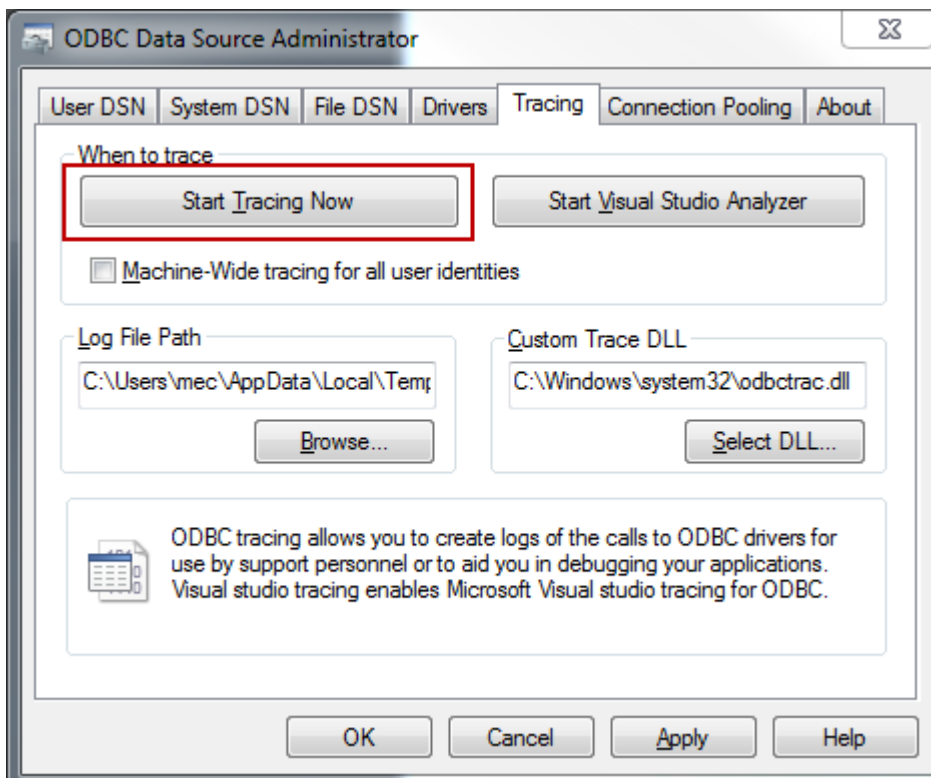 ODBC Data Source Administrator
User DSN System DSN File DSN Drivers Tracing Connection Pooling About
When to trace
Start Tracing Now Start Visual Studio Analyzer
Machine-Wide tracing for all user identities
Log File Path Custom Trace DLL
C:\Users\mec\AppData\Local\Temp C:\Windows\system32\odbctrac.dll
Browse... Select DLL...
ODBC tracing allows you to create logs of the calls to ODBC drivers for
use by support personnel or to aid you in debugging your applications.
Visual studio tracing enables Microsoft Visual studio tracing for ODBC.
OK Cancel Apply Help